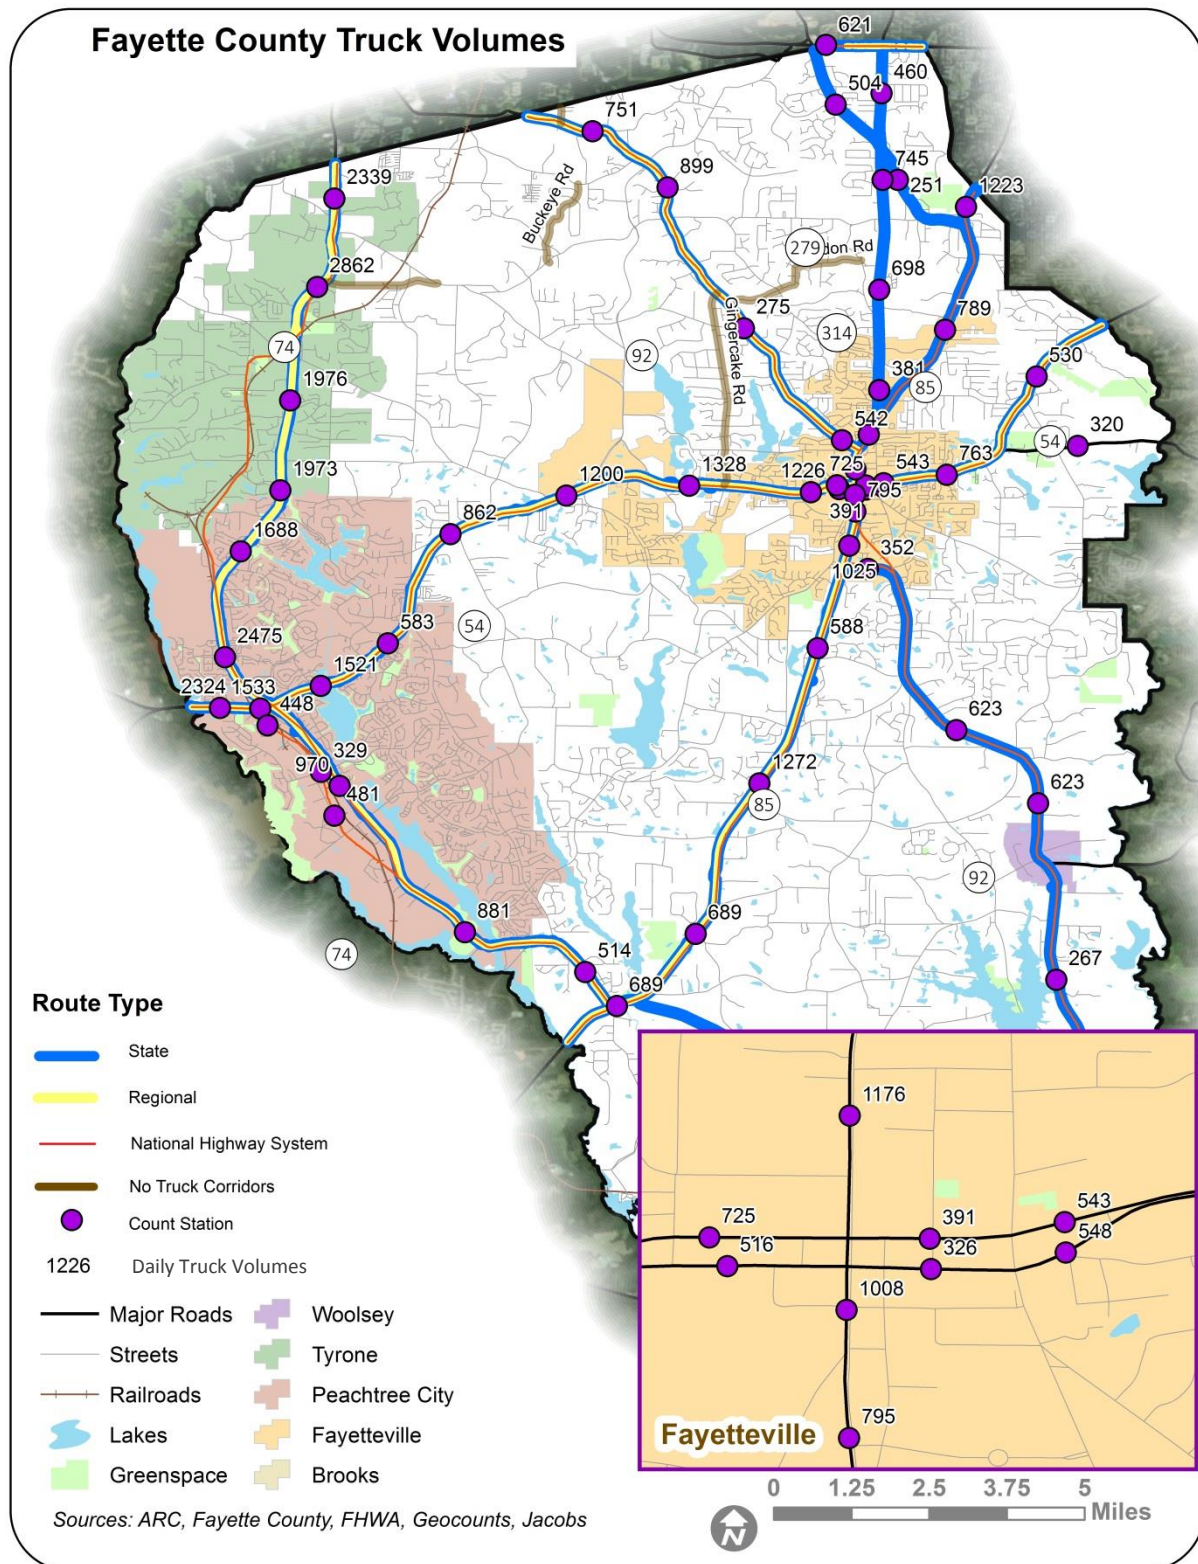 Fayette County Truck Volumes
621
460
504
751
745
899
251
1223
2339
Buckeye Rd
279
don Rd
2862
698
275
789
Gingercake Rd
314
74
92
381
530
85
1976
542
320
54
1328
1226
725
543
763
1200
795
1973
391
862
1688
352
1025
583
54
588
2475
1521
2324
1533
448
623
329
1272
970
623
481
85
92
881
689
74
514
267
689
Route Type
State
Regional
National Highway System
No Truck Corridors
Count Station
1226 Daily Truck Volumes
Major Roads
Woolsey
Streets
Tyrone
Railroads
Peachtree City
Lakes
Fayetteville
Greenspace
Brooks
Sources: ARC, Fayette County, FHWA, Geocounts, Jacobs
1176
725
391
543
516
326
548
1008
795
Fayetteville
0 1.25 2.5 3.75 5
Miles
N